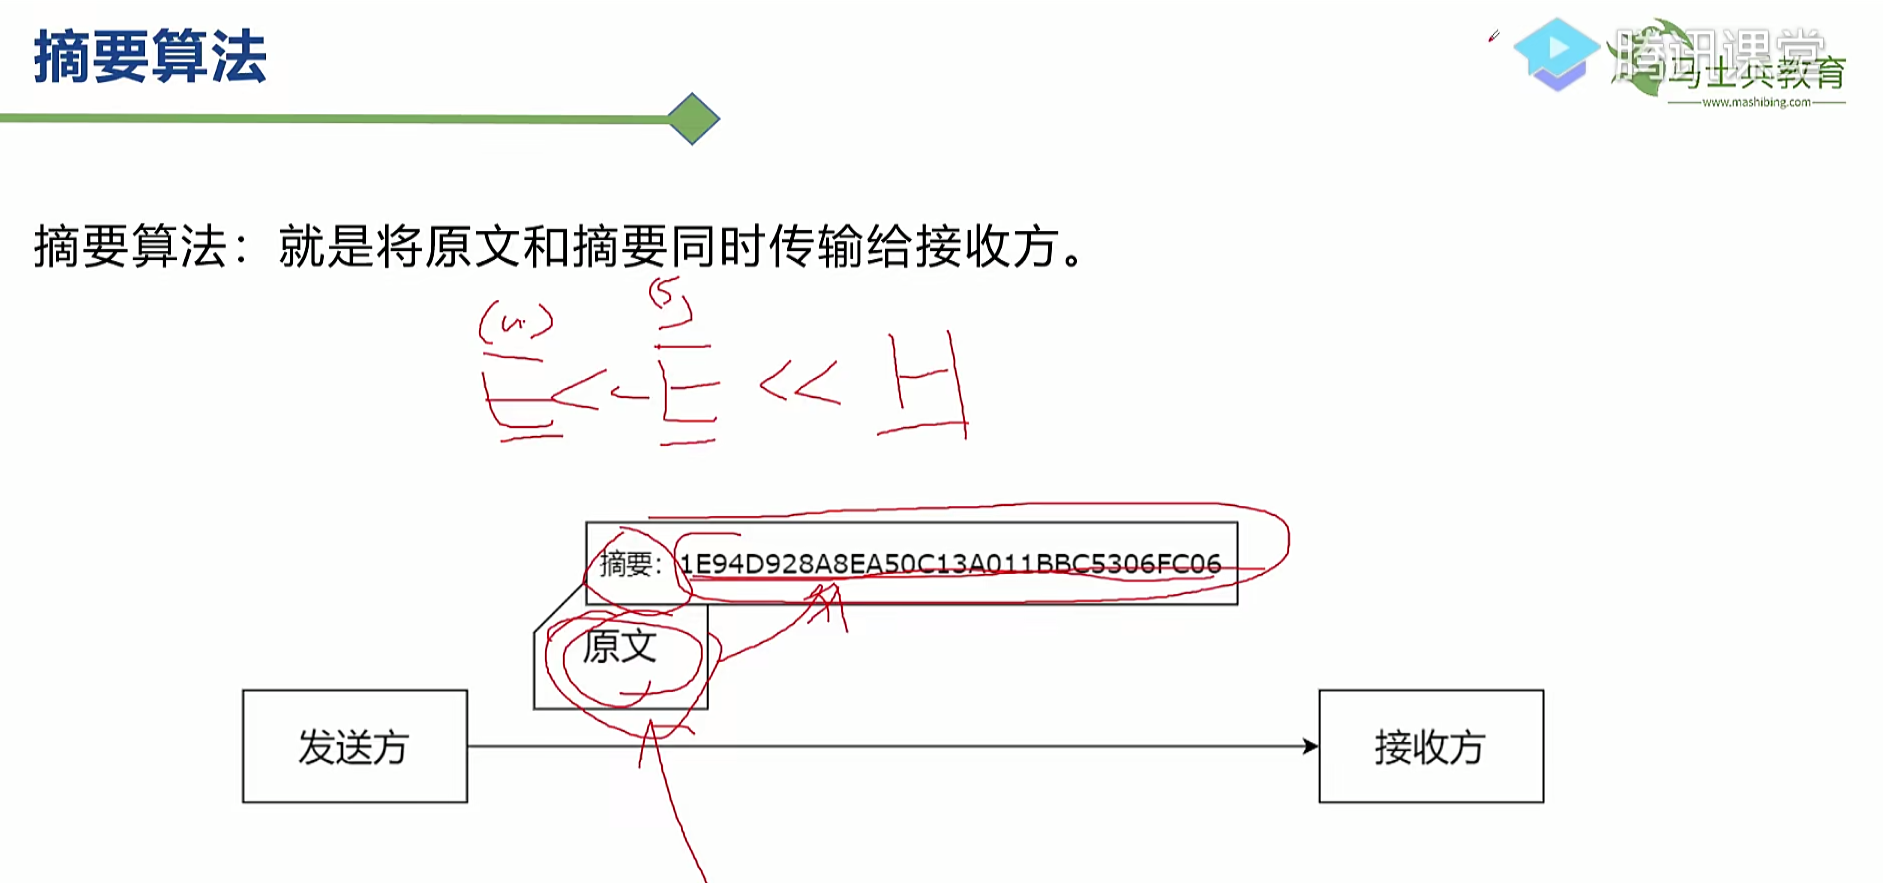 摘要算法
腾讯课堂
马士兵教育
www.mashibing.com
摘要算法：就是将原文和摘要同时传输给接收方。
E
<<
H
摘要：1E94D928A8EA50C13A011BBC5306FC06
原文
发送方
接收方